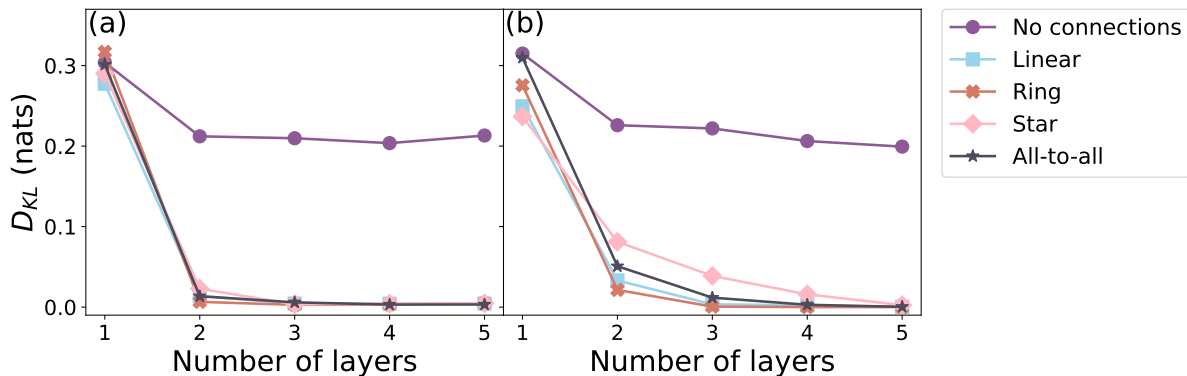 (a)
(b)
0.3
0.2
0.1
0.0
D_KL (nats)
1 2 3 4 5
1 2 3 4 5
Number of layers
Number of layers
No connections
Linear
Ring
Star
All-to-all